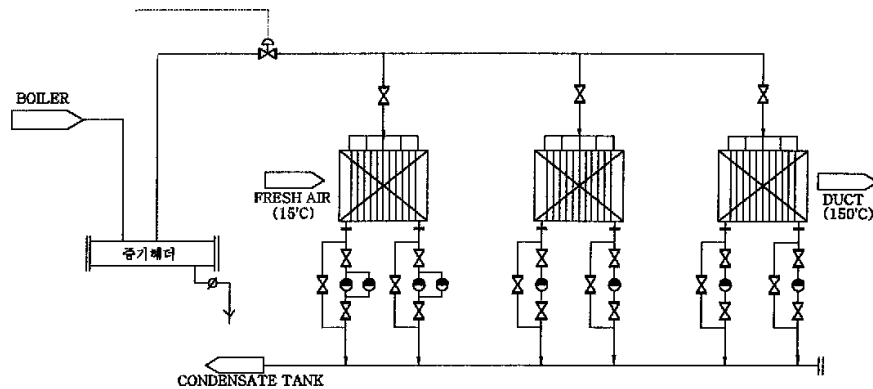 BOILER
FRESH AIR
(15'C)
DUCT
(150'C)
증기헤더
CONDENSATE TANK